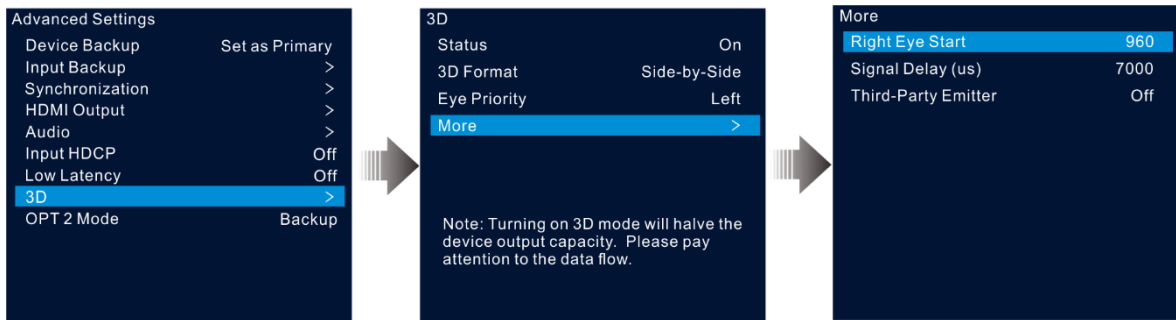 Advanced Settings
Device Backup Set as Primary
Input Backup >
Synchronization >
HDMI Output >
Audio >
Input HDCP Off
Low Latency Off
3D >
OPT 2 Mode Backup
3D
Status On
3D Format Side-by-Side
Eye Priority Left
More >
Note: Turning on 3D mode will halve the
device output capacity. Please pay
attention to the data flow.
More
Right Eye Start 960
Signal Delay (us) 7000
Third-Party Emitter Off